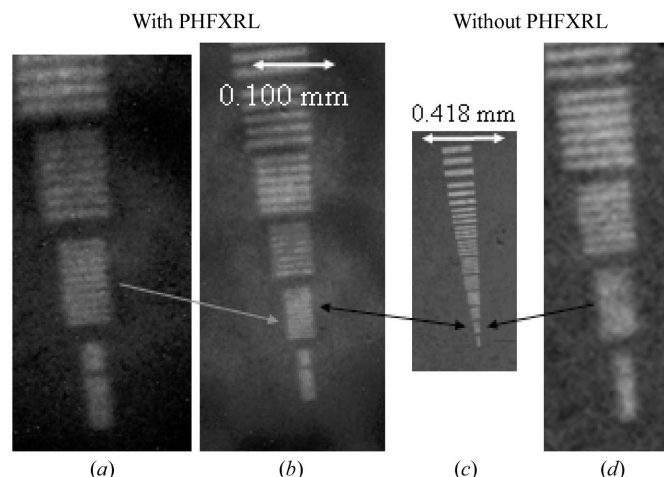 With PHFXRL
Without PHFXRL
0.100 mm
0.418 mm
(a)
(b)
(c)
(d)